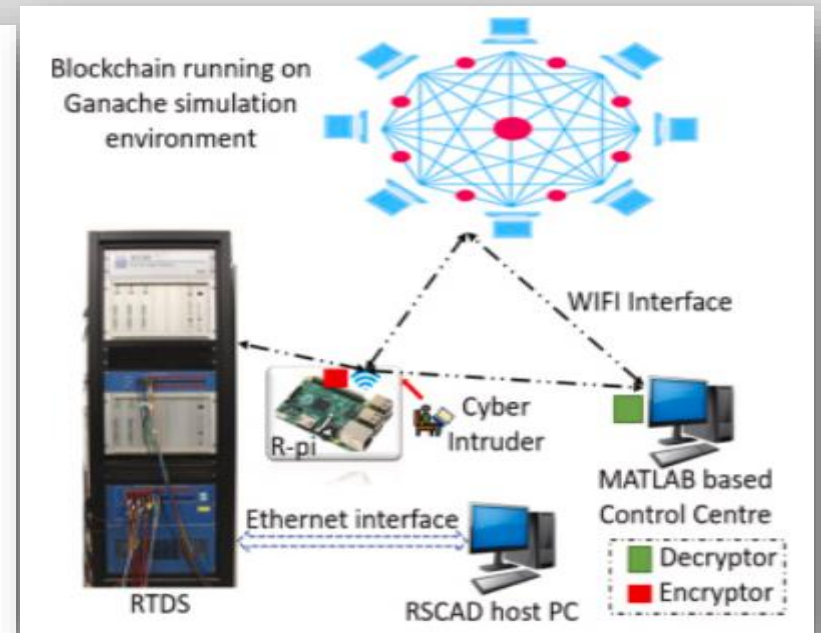 Blockchain running on
Ganache simulation
environment
WIFI Interface
R-pi
Cyber
Intruder
MATLAB based
Control Centre
Ethernet interface
RTDS
RSCAD host PC
Decryptor
Encryptor